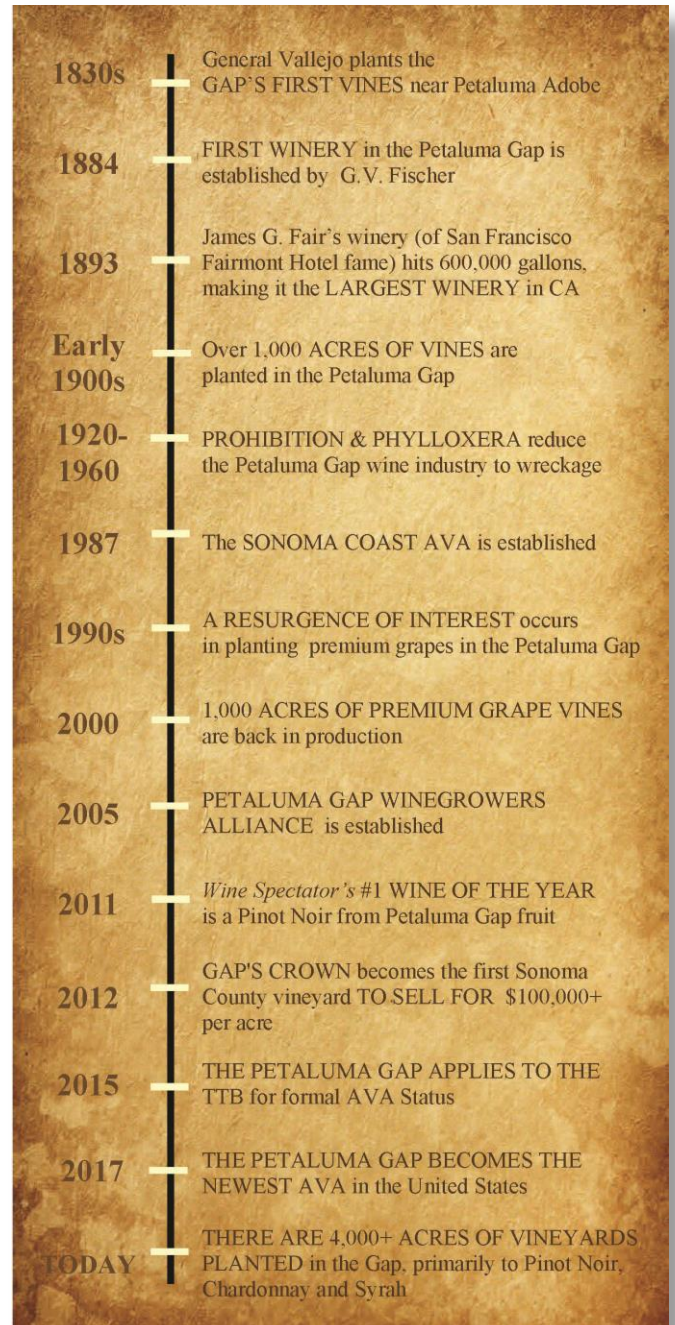 1830s
General Vallejo plants the
GAP`S FIRST VINES near Petaluma Adobe
1884
FIRST WINERY in the Petaluma Gap is
established by G.V. Fischer
1893
James G. Fair's winery (of San Francisco
Fairmont Hotel fame) hits 600,000 gallons,
making it the LARGEST WINERY in CA
Early
1900s
Over 1,000 ACRES OF VINES are
planted in the Petaluma Gap
1920-
1960
PROHIBITION & PHYLLOXERA reduce
the Petaluma Gap wine industry to wreckage
1987
The SONOMA COAST AVA is established
1990s
A RESURGENCE OF INTEREST occurs
in planting premium grapes in the Petaluma Gap
2000
1,000 ACRES OF PREMIUM GRAPE VINES
are back in production
2005
PETALUMA GAP WINEGROWERS
ALLIANCE is established
2011
Wine Spectator's #1 WINE OF THE YEAR
is a Pinot Noir from Petaluma Gap fruit
2012
GAP'S CROWN becomes the first Sonoma
County vineyard TO SELL FOR $100,000+
per acre
2015
THE PETALUMA GAP APPLIES TO THE
TTB for formal AVA Status
2017
THE PETALUMA GAP BECOMES THE
NEWEST AVA in the United States
TODAY
THERE ARE 4,000+ ACRES OF VINEYARDS
PLANTED in the Gap, primarily to Pinot Noir,
Chardonnay and Syrah